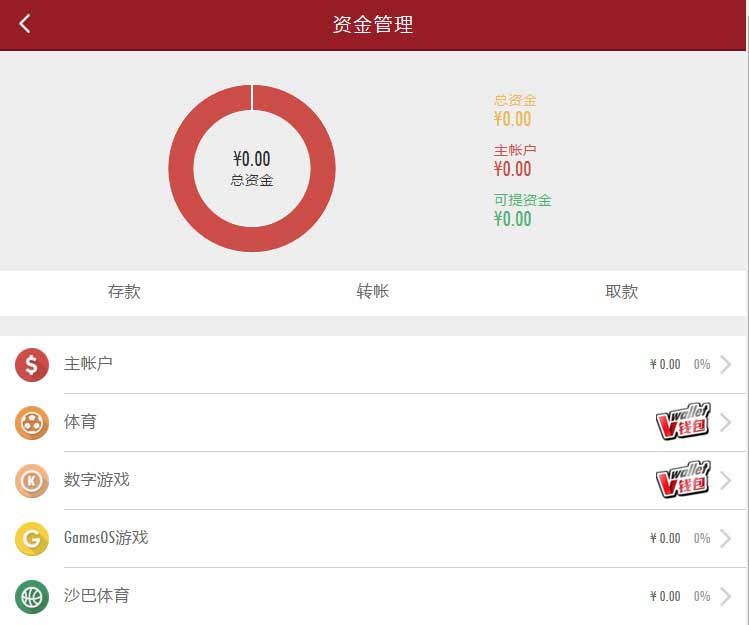 资金管理
¥0.00
总资金
总资金
¥0.00
主帐户
¥0.00
可提资金
¥0.00
存款
转帐
取款
$ 主帐户 ¥ 0.00 0%
体育 Vwallet 钱包
K 数字游戏 Vwallet 钱包
G GamesOS游戏 ¥ 0.00 0%
沙巴体育 ¥ 0.00 0%